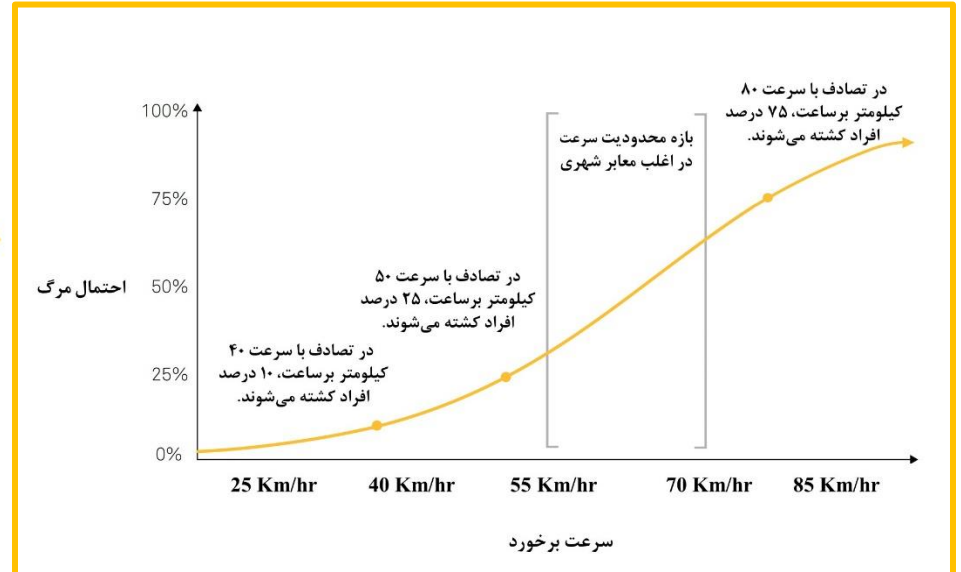 در تصادف با سرعت ۸۰
کیلومتر برساعت، ۷۵ درصد
افراد کشته می‌شوند.
بازه محدودیت سرعت
در اغلب معابر شهری
در تصادف با سرعت ۵۰
کیلومتر برساعت، ۲۵ درصد
افراد کشته می‌شوند.
در تصادف با سرعت ۴۰
کیلومتر برساعت، ۱۰ درصد
افراد کشته می‌شوند.
احتمال مرگ
100%
75%
50%
25%
0%
25 Km/hr 40 Km/hr 55 Km/hr 70 Km/hr 85 Km/hr
سرعت برخورد